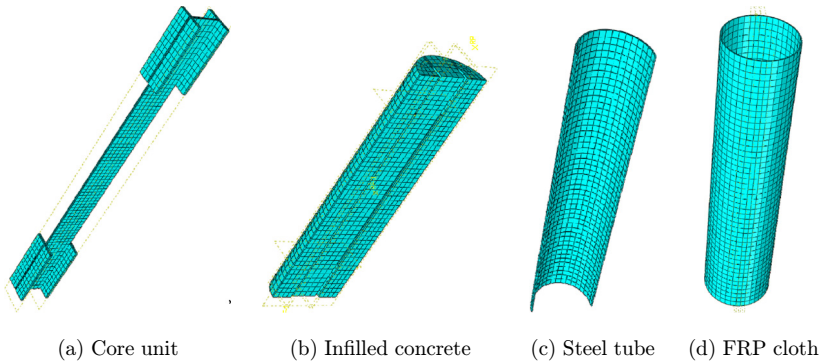 (a) Core unit
(b) Infilled concrete
(c) Steel tube
(d) FRP cloth